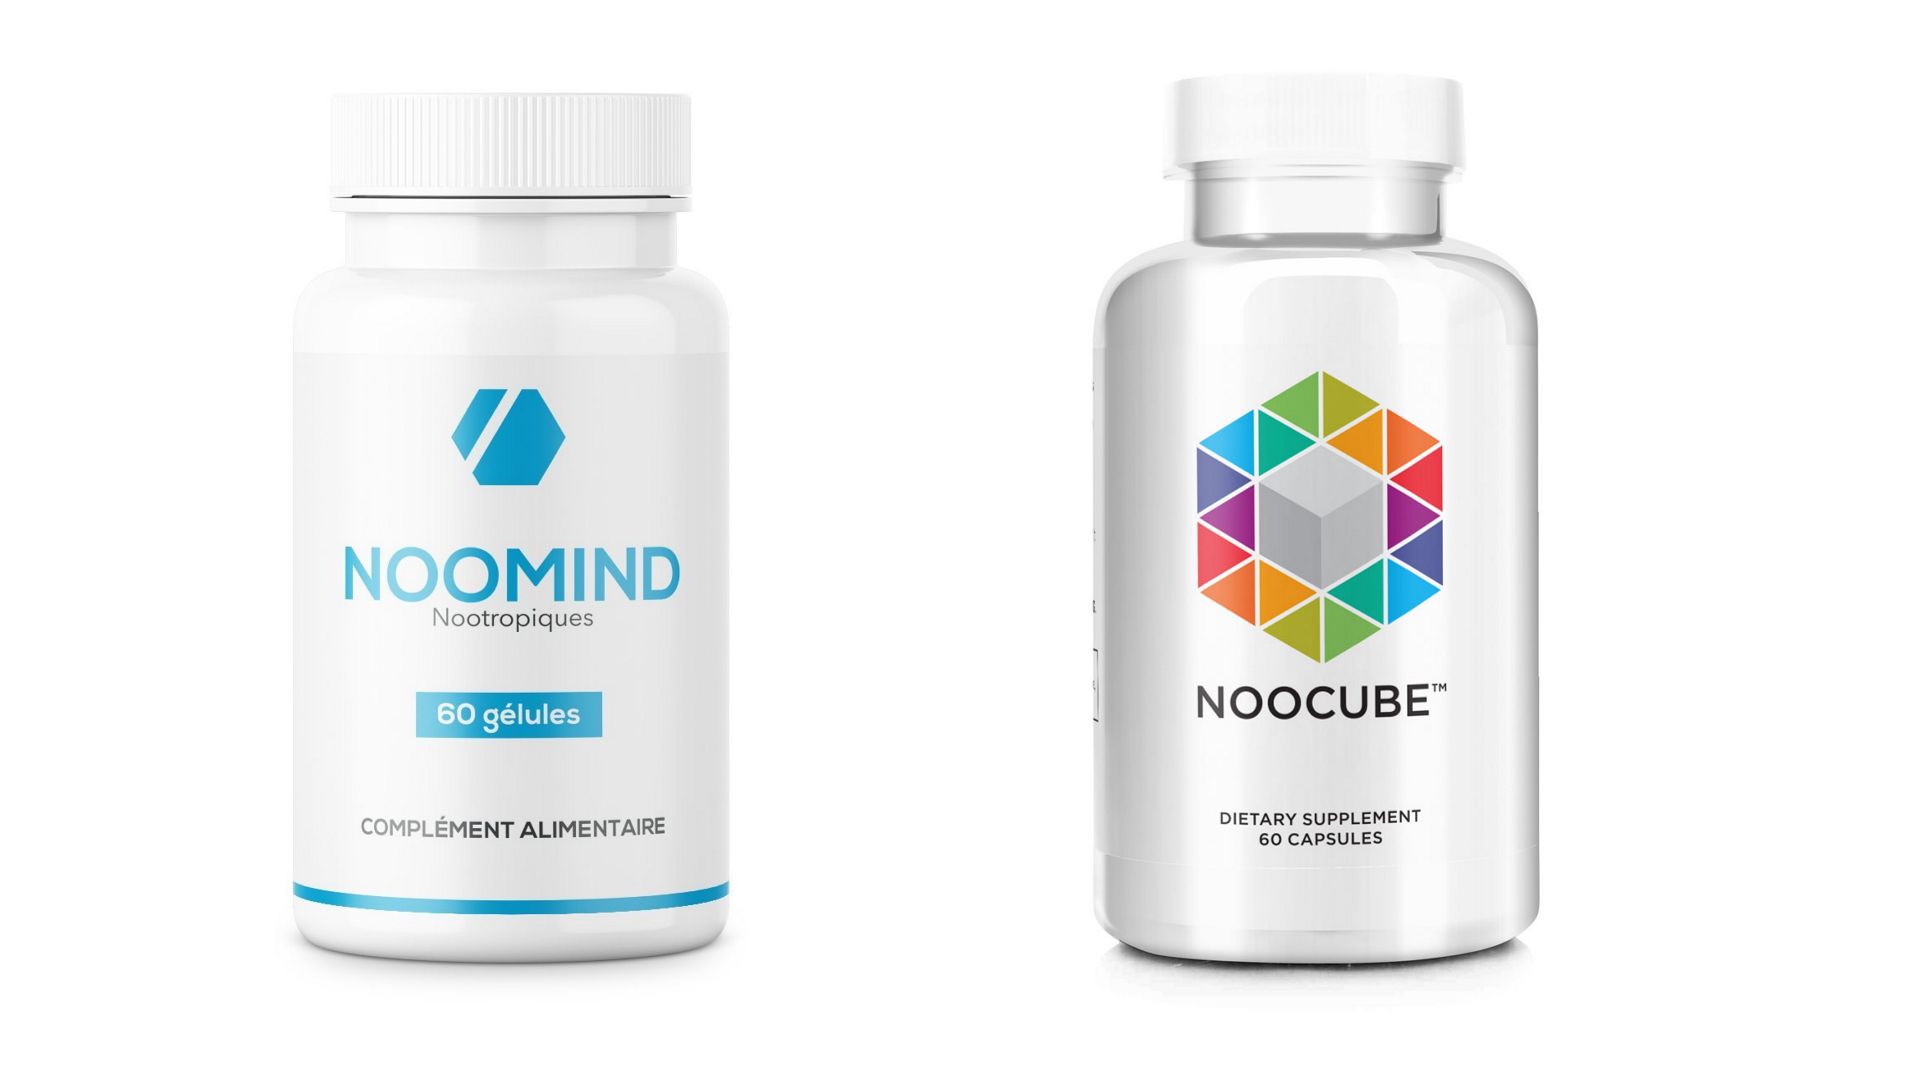 NOOMIND
Nootropiques
60 gélules
COMPLÉMENT ALIMENTAIRE
NOOCUBE™
DIETARY SUPPLEMENT
60 CAPSULES